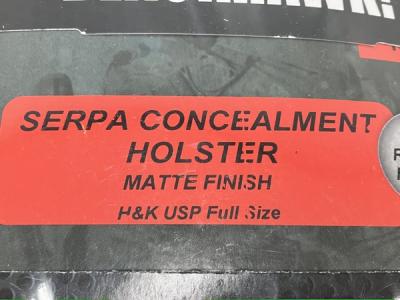 SERPA CONCEALMENT
HOLSTER
MATTE FINISH
H&K USP Full Size